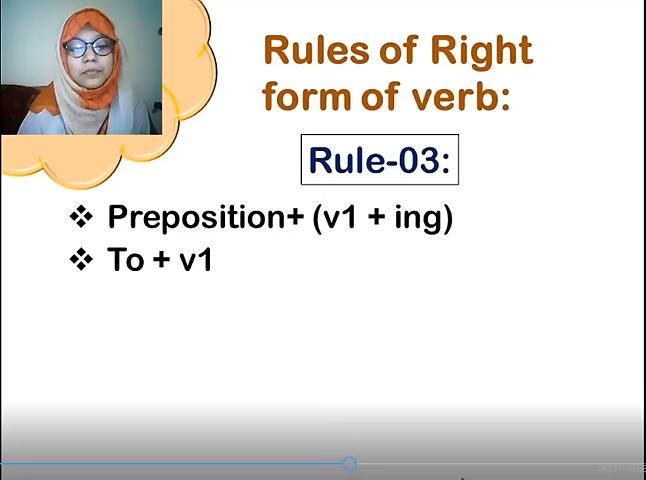 Rules of Right
form of verb:
Rule-03:
❖ Preposition+ (v1 + ing)
❖ To + v1